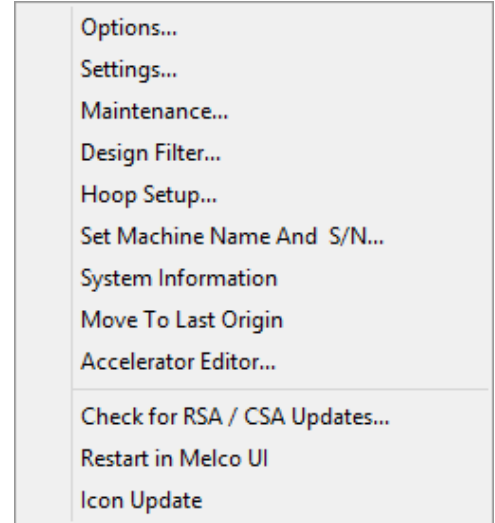 Options...
Settings...
Maintenance...
Design Filter...
Hoop Setup...
Set Machine Name And  S/N...
System Information
Move To Last Origin
Accelerator Editor...
Check for RSA / CSA Updates...
Restart in Melco UI
Icon Update